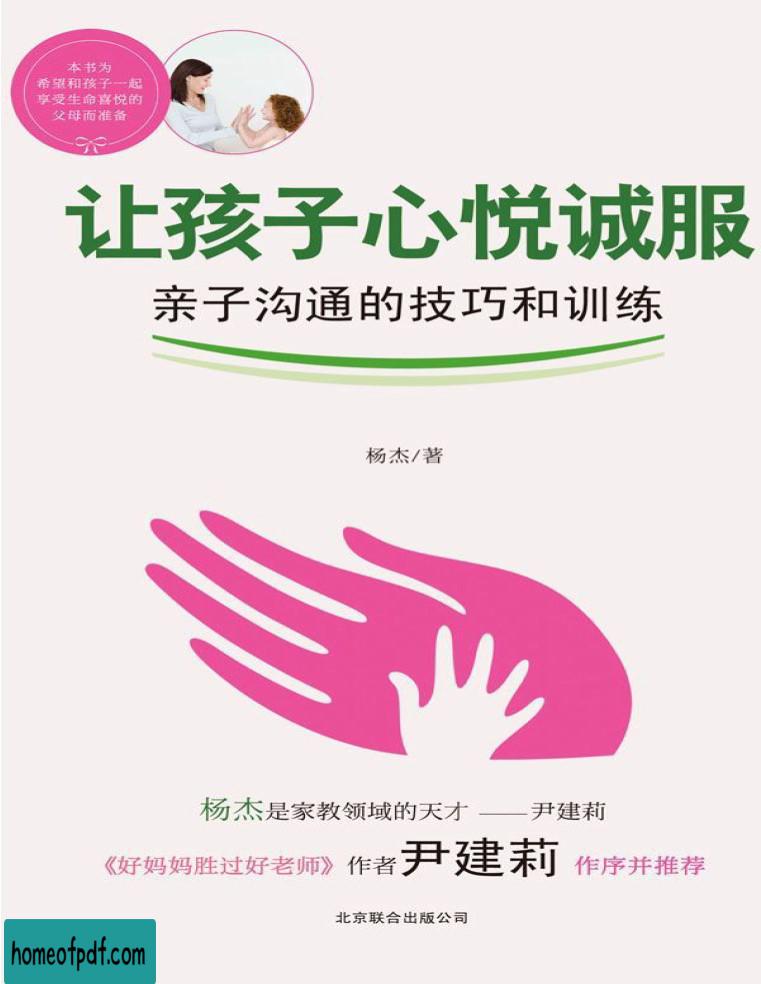 本书为
希望和孩子一起
享受生命喜悦的
父母而准备
让孩子心悦诚服
亲子沟通的技巧和训练
杨杰/著
杨杰是家教领域的天才 ——尹建莉
《好妈妈胜过好老师》作者尹建莉 作序并推荐
北京联合出版公司
homeofpdf.com